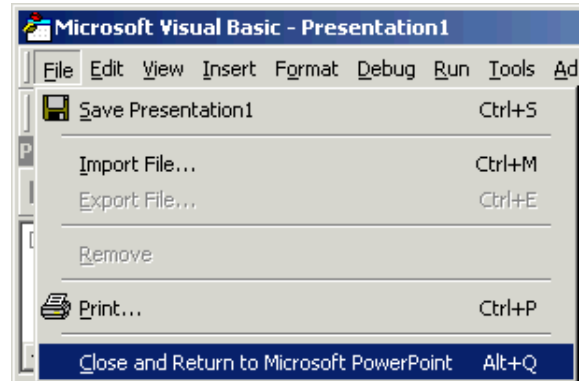 Microsoft Visual Basic - Presentation1
File Edit View Insert Format Debug Run Tools Ad
Save Presentation1 Ctrl+S
Import File... Ctrl+M
Export File... Ctrl+E
Remove
Print... Ctrl+P
Close and Return to Microsoft PowerPoint Alt+Q